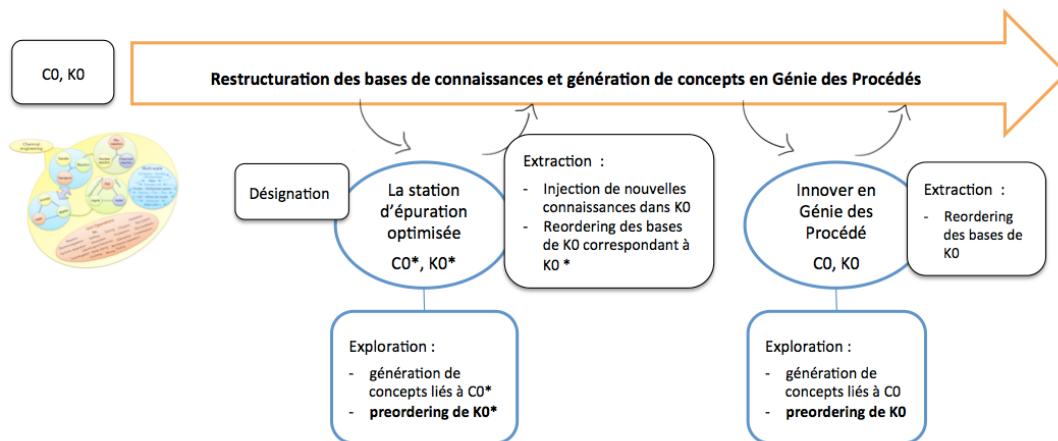 C0, K0
Restructuration des bases de connaissances et génération de concepts en Génie des Procédés
Chemical
engineering
Désignation
La station
d'épuration
optimisée
C0*, K0*
Extraction :
- Injection de nouvelles
connaissances dans K0
- Reordering des bases
de K0 correspondant à
K0 *
Innover en
Génie des
Procédé
C0, K0
Extraction :
- Reordering
des bases de
K0
Exploration :
- génération de
concepts liés à C0*
- preordering de K0*
Exploration :
- génération de
concepts liés à C0
- preordering de K0